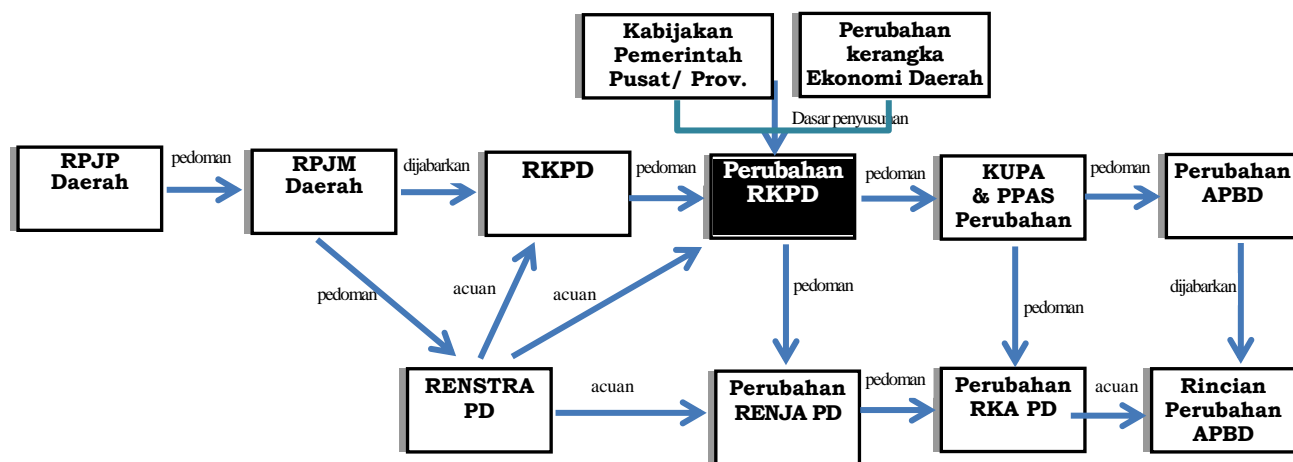 Kabijakan
Pemerintah
Pusat/ Prov.
Perubahan
kerangka
Ekonomi Daerah
Dasar penyusunan
RPJP
Daerah
pedoman
RPJM
Daerah
dijabarkan
RKPD
pedoman
Perubahan
RKPD
pedoman
KUPA
& PPAS
Perubahan
pedoman
Perubahan
APBD
pedoman
acuan
acuan
pedoman
pedoman
dijabarkan
RENSTRA
PD
acuan
Perubahan
RENJA PD
pedoman
Perubahan
RKA PD
acuan
Rincian
Perubahan
APBD